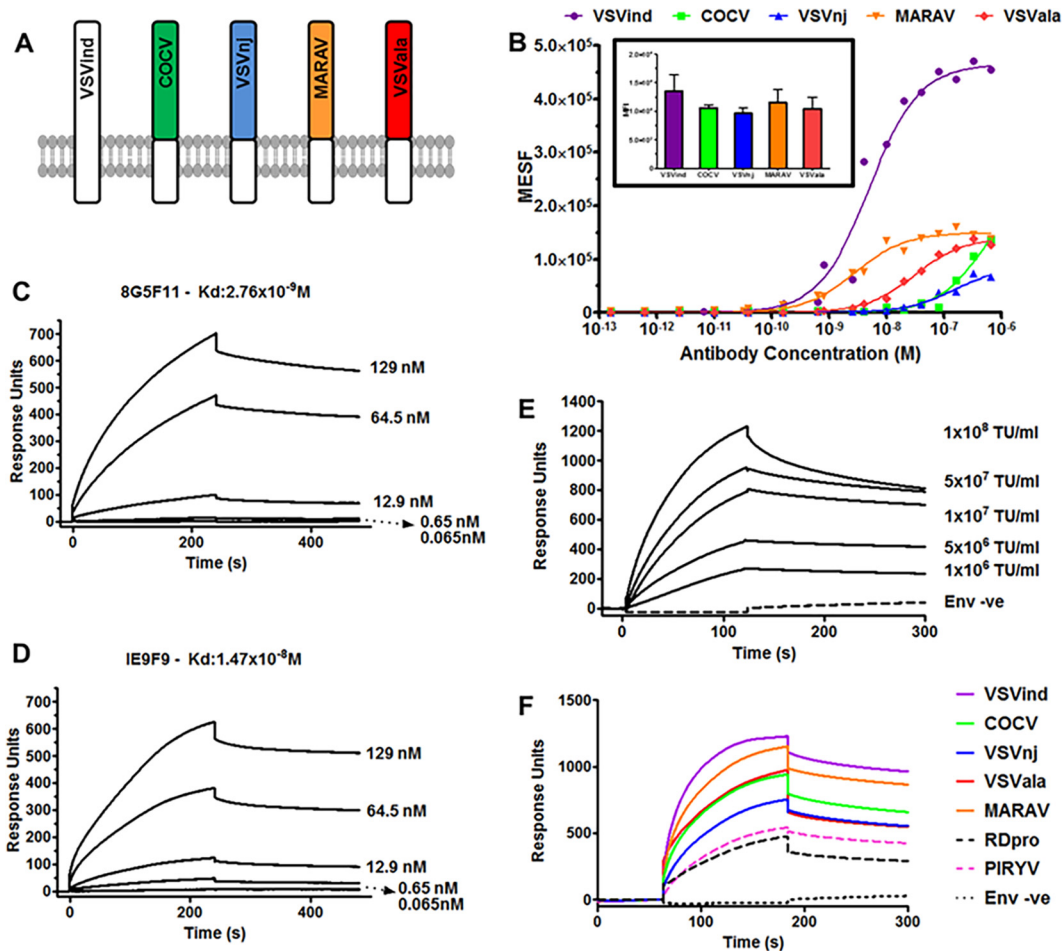 A
VSVind
COCV
VSVnj
MARAV
VSVala
B
VSVind COCV VSVnj MARAV VSVala
MESF
5.0×10⁵
4.0×10⁵
3.0×10⁵
2.0×10⁵
1.0×10⁵
0
10⁻¹³ 10⁻¹² 10⁻¹¹ 10⁻¹⁰ 10⁻⁹ 10⁻⁸ 10⁻⁷ 10⁻⁶
Antibody Concentration (M)
MFI
VSVind COCV VSVnj MARAV VSVala
C
8G5F11 - Kd:2.76x10⁻⁹M
Response Units
700
600
500
400
300
200
100
0
0 200 400
Time (s)
129 nM
64.5 nM
12.9 nM
0.65 nM
0.065nM
D
IE9F9 - Kd:1.47x10⁻⁸M
Response Units
700
600
500
400
300
200
100
0
0 200 400
Time (s)
129 nM
64.5 nM
12.9 nM
0.65 nM
0.065nM
E
Response Units
1400
1200
1000
800
600
400
200
0
0 100 200 300
Time (s)
1x10⁸ TU/ml
5x10⁷ TU/ml
1x10⁷ TU/ml
5x10⁶ TU/ml
1x10⁶ TU/ml
Env -ve
F
Response Units
1500
1000
500
0
0 100 200 300
Time (s)
VSVind
COCV
VSVnj
VSVala
MARAV
RDpro
PIRYV
Env -ve